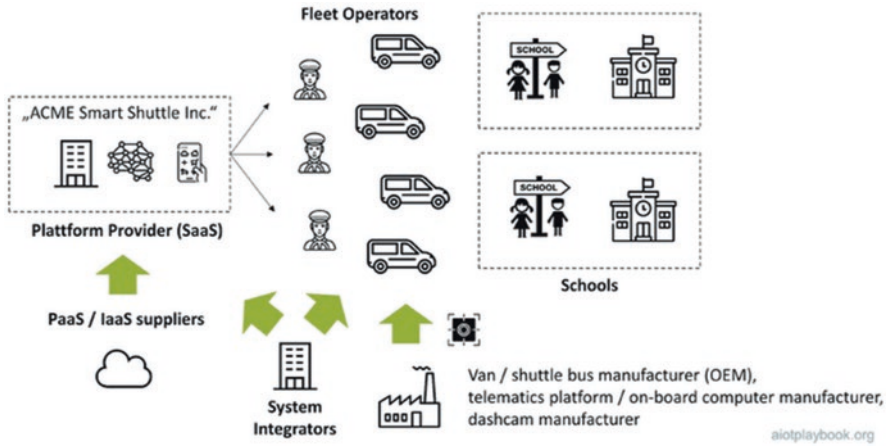 Fleet Operators
„ACME Smart Shuttle Inc.“
Plattform Provider (SaaS)
SCHOOL
SCHOOL
Schools
PaaS / IaaS suppliers
System
Integrators
Van / shuttle bus manufacturer (OEM),
telematics platform / on-board computer manufacturer,
dashcam manufacturer
aiotplaybook.org